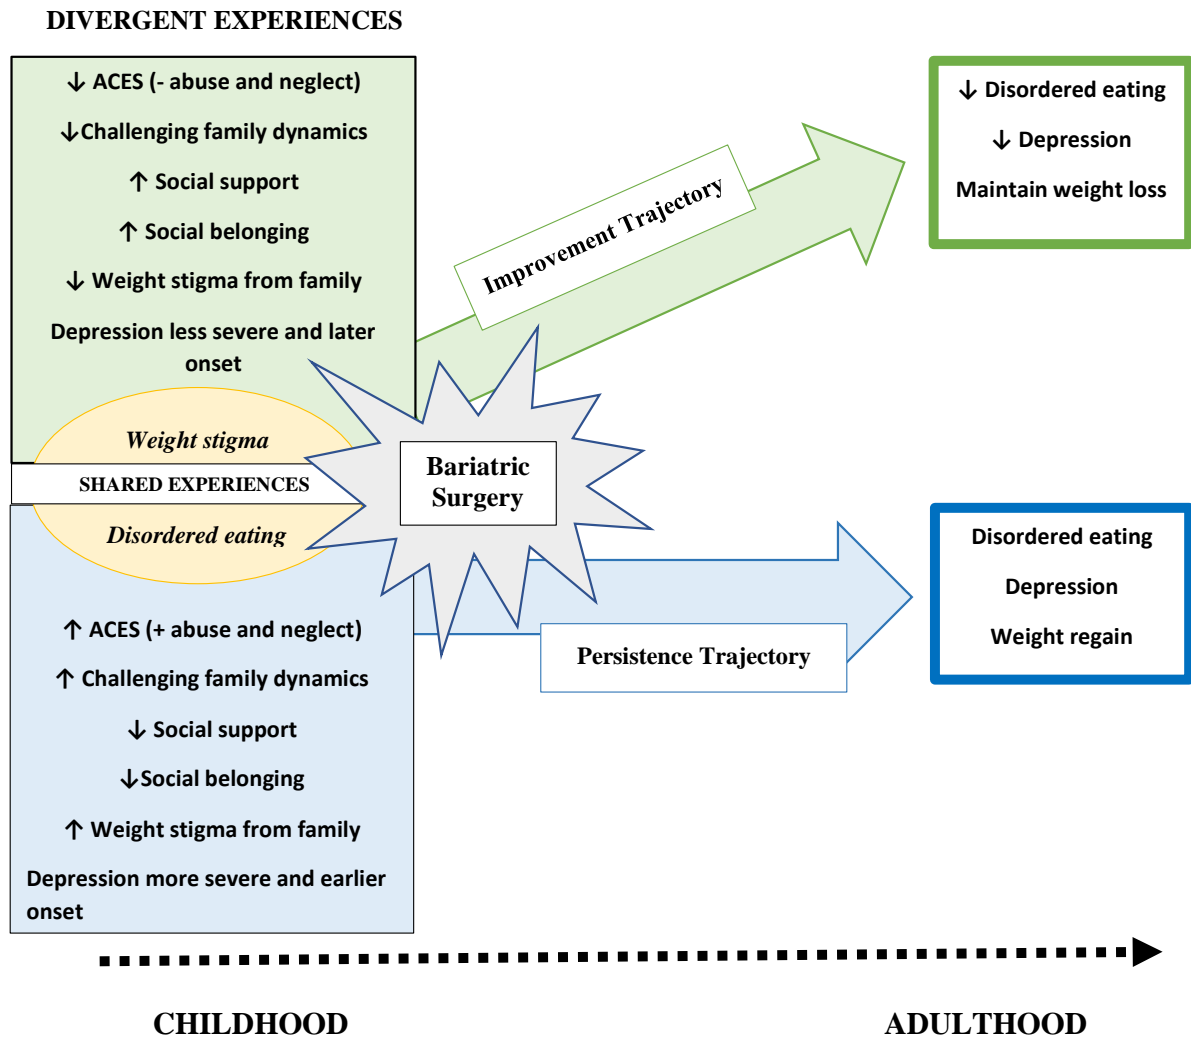 DIVERGENT EXPERIENCES
↓ ACES (- abuse and neglect)
↓Challenging family dynamics
↑ Social support
↑ Social belonging
↓ Weight stigma from family
Depression less severe and later
onset
Weight stigma
SHARED EXPERIENCES
Disordered eating
↑ ACES (+ abuse and neglect)
↑ Challenging family dynamics
↓ Social support
↓Social belonging
↑ Weight stigma from family
Depression more severe and earlier
onset
Bariatric
Surgery
Improvement Trajectory
Persistence Trajectory
↓ Disordered eating
↓ Depression
Maintain weight loss
Disordered eating
Depression
Weight regain
CHILDHOOD
ADULTHOOD